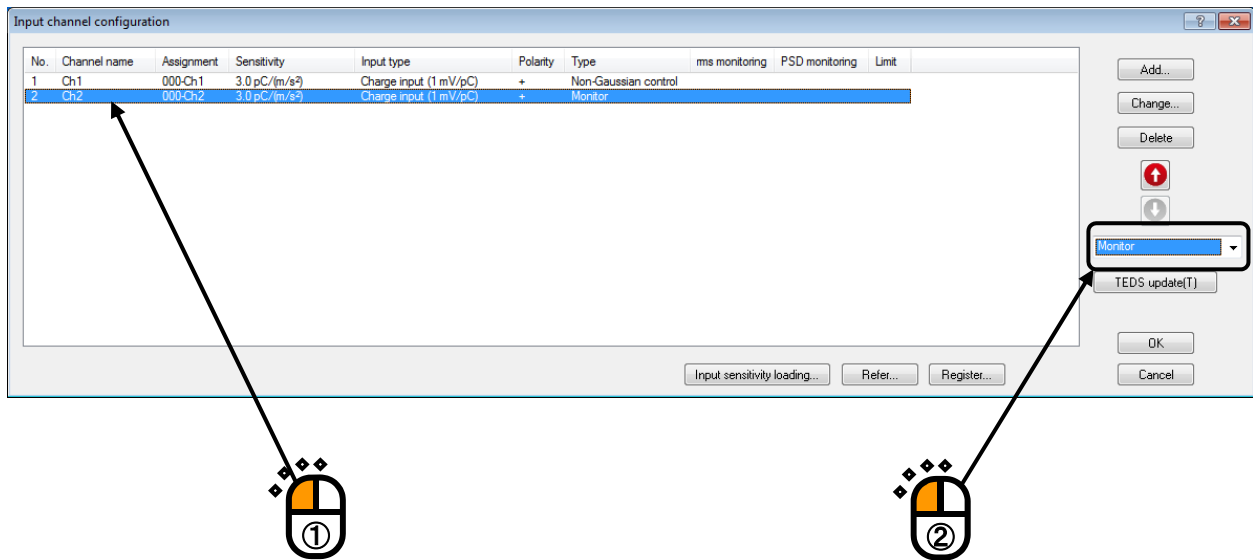 Input channel configuration
No. Channel name Assignment Sensitivity Input type Polarity Type rms monitoring PSD monitoring Limit
1 Ch1 000-Ch1 3.0 pC/(m/s²) Charge input (1 mV/pC) + Non-Gaussian control
2 Ch2 000-Ch2 3.0 pC/(m/s²) Charge input (1 mV/pC) + Monitor
Add...
Change...
Delete
Monitor
TEDS update(T)
OK
Input sensitivity loading... Refer... Register... Cancel
① ②